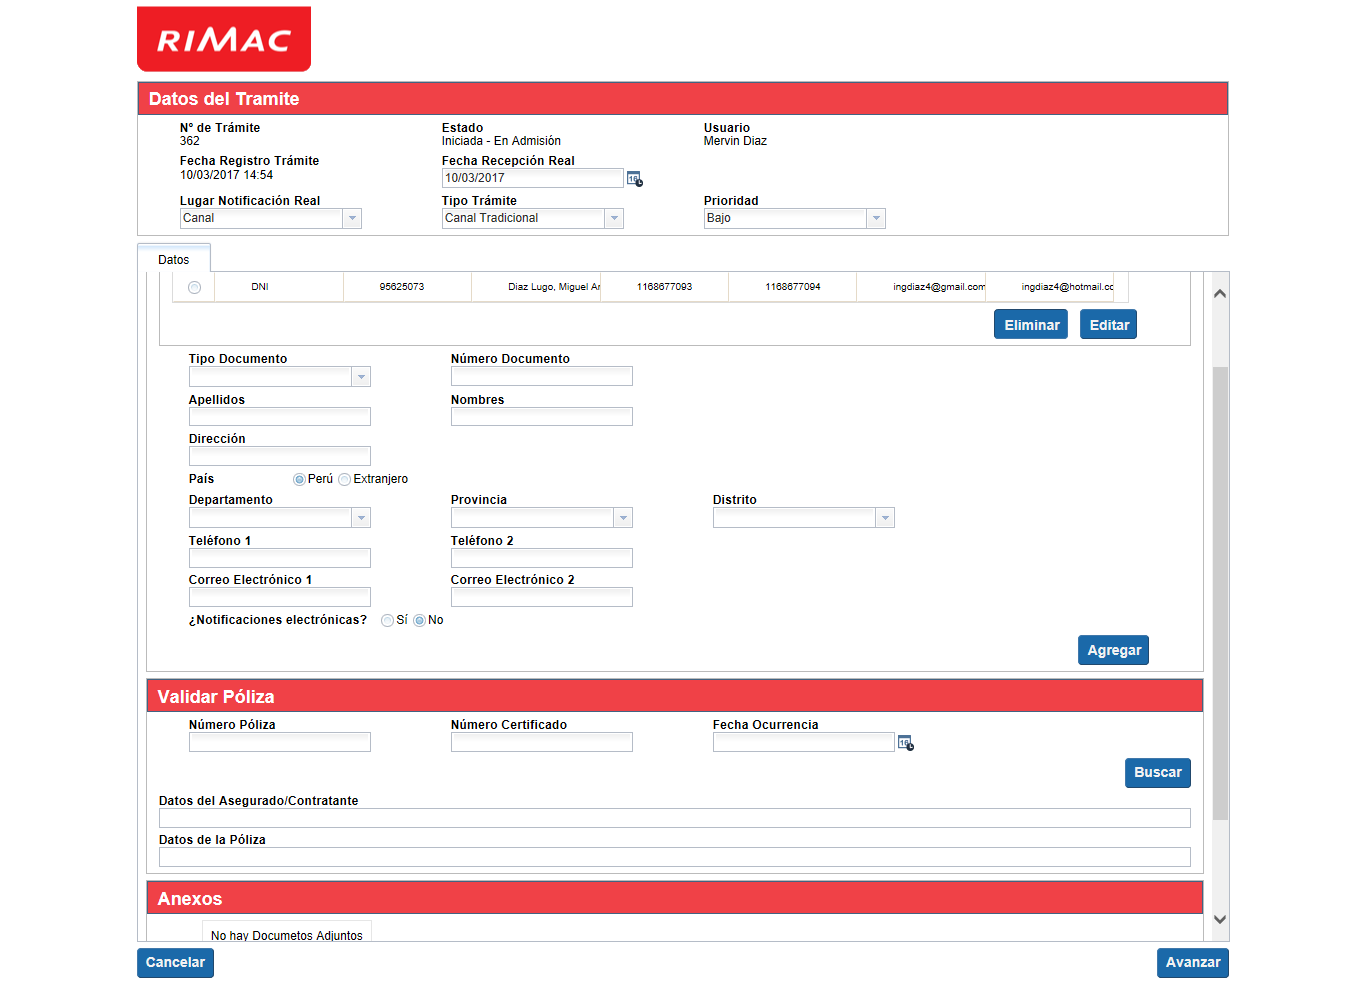 RIMAC
Datos del Tramite
Nº de Trámite Estado Usuario
362 Iniciada - En Admisión Mervin Diaz
Fecha Registro Trámite Fecha Recepción Real
10/03/2017 14:54 10/03/2017
Lugar Notificación Real Tipo Trámite Prioridad
Canal Canal Tradicional Bajo
Datos
DNI 95625073 Diaz Lugo, Miguel Ar 1168677093 1168677094 ingdiaz4@gmail.com ingdiaz4@hotmail.cc
Eliminar Editar
Tipo Documento Número Documento
Apellidos Nombres
Dirección
País Perú Extranjero
Departamento Provincia Distrito
Teléfono 1 Teléfono 2
Correo Electrónico 1 Correo Electrónico 2
¿Notificaciones electrónicas? Sí No
Agregar
Validar Póliza
Número Póliza Número Certificado Fecha Ocurrencia
Buscar
Datos del Asegurado/Contratante
Datos de la Póliza
Anexos
No hay Documetos Adjuntos
Cancelar Avanzar